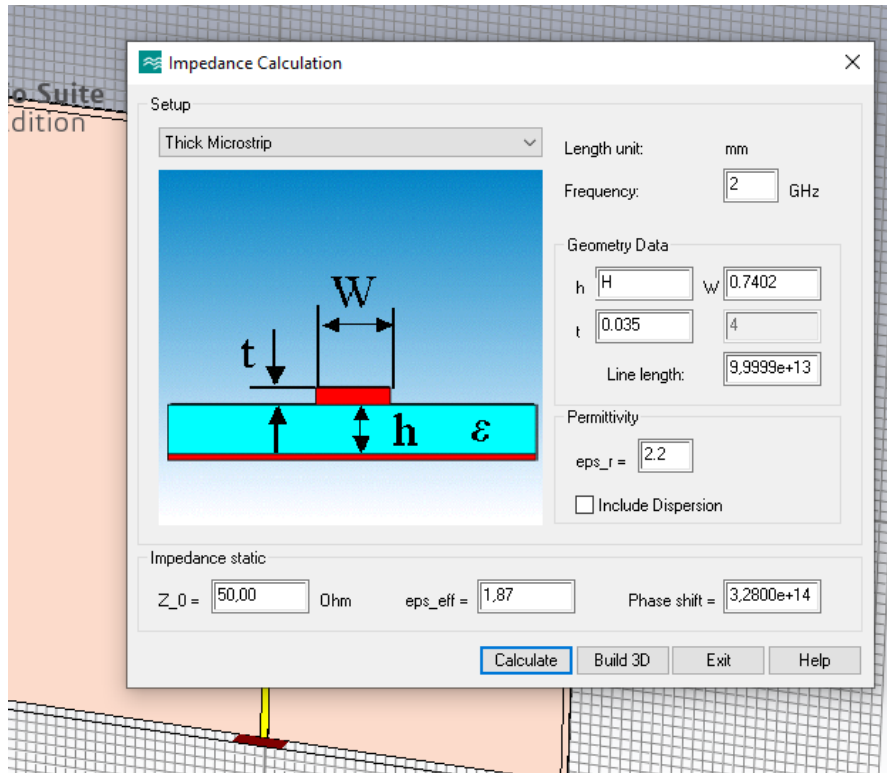 Impedance Calculation
o Suite
dition
Setup
Thick Microstrip
Length unit: mm
Frequency: 2 GHz
W
t
h ε
Geometry Data
h H W 0.7402
t 0.035 4
Line length: 9,9999e+13
Permittivity
eps_r = 2.2
Include Dispersion
Impedance static
Z_0 = 50,00 Ohm eps_eff = 1,87 Phase shift = 3,2800e+14
Calculate Build 3D Exit Help